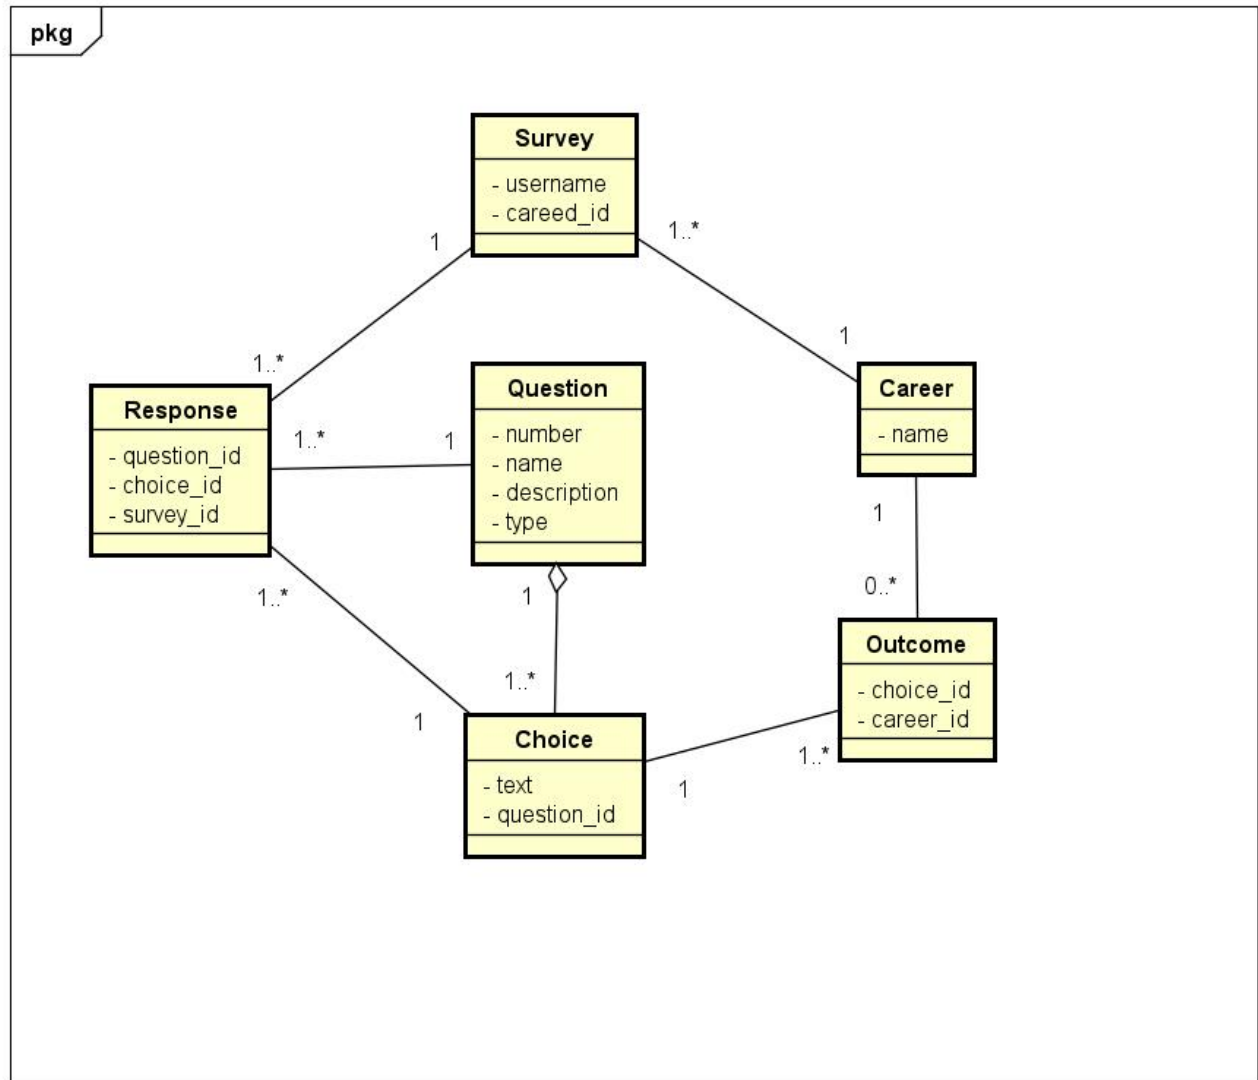 pkg
Survey
- username
- careed_id
1
1..*
1..*
1
Response
- question_id
- choice_id
- survey_id
1..*
1
Question
- number
- name
- description
- type
Career
- name
1
0..*
1..*
1
1
1..*
Outcome
- choice_id
- career_id
Choice
- text
- question_id
1
1..*